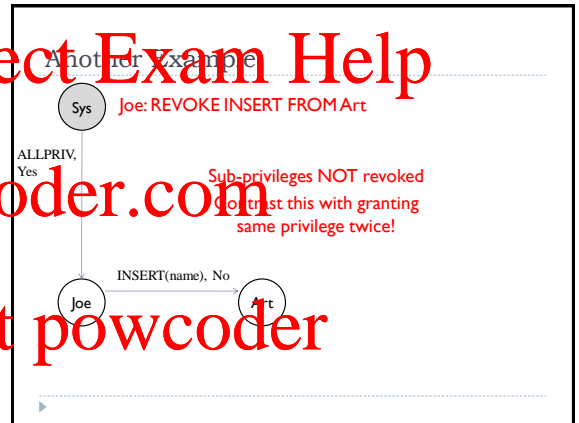 Another Example
ect Exam Help
Sys
Joe: REVOKE INSERT FROM Art
ALLPRIV,
Yes
Sub-privileges NOT revoked
oder.com
Contrast this with granting
same privilege twice!
INSERT(name), No
Joe
Art
t powcoder